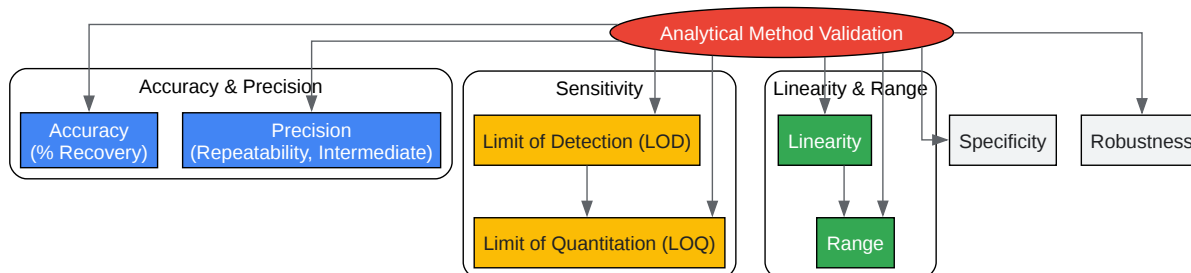 Analytical Method Validation
Accuracy & Precision
Sensitivity
Linearity & Range
Accuracy
(% Recovery)
Precision
(Repeatability, Intermediate)
Limit of Detection (LOD)
Linearity
Specificity
Robustness
Limit of Quantitation (LOQ)
Range